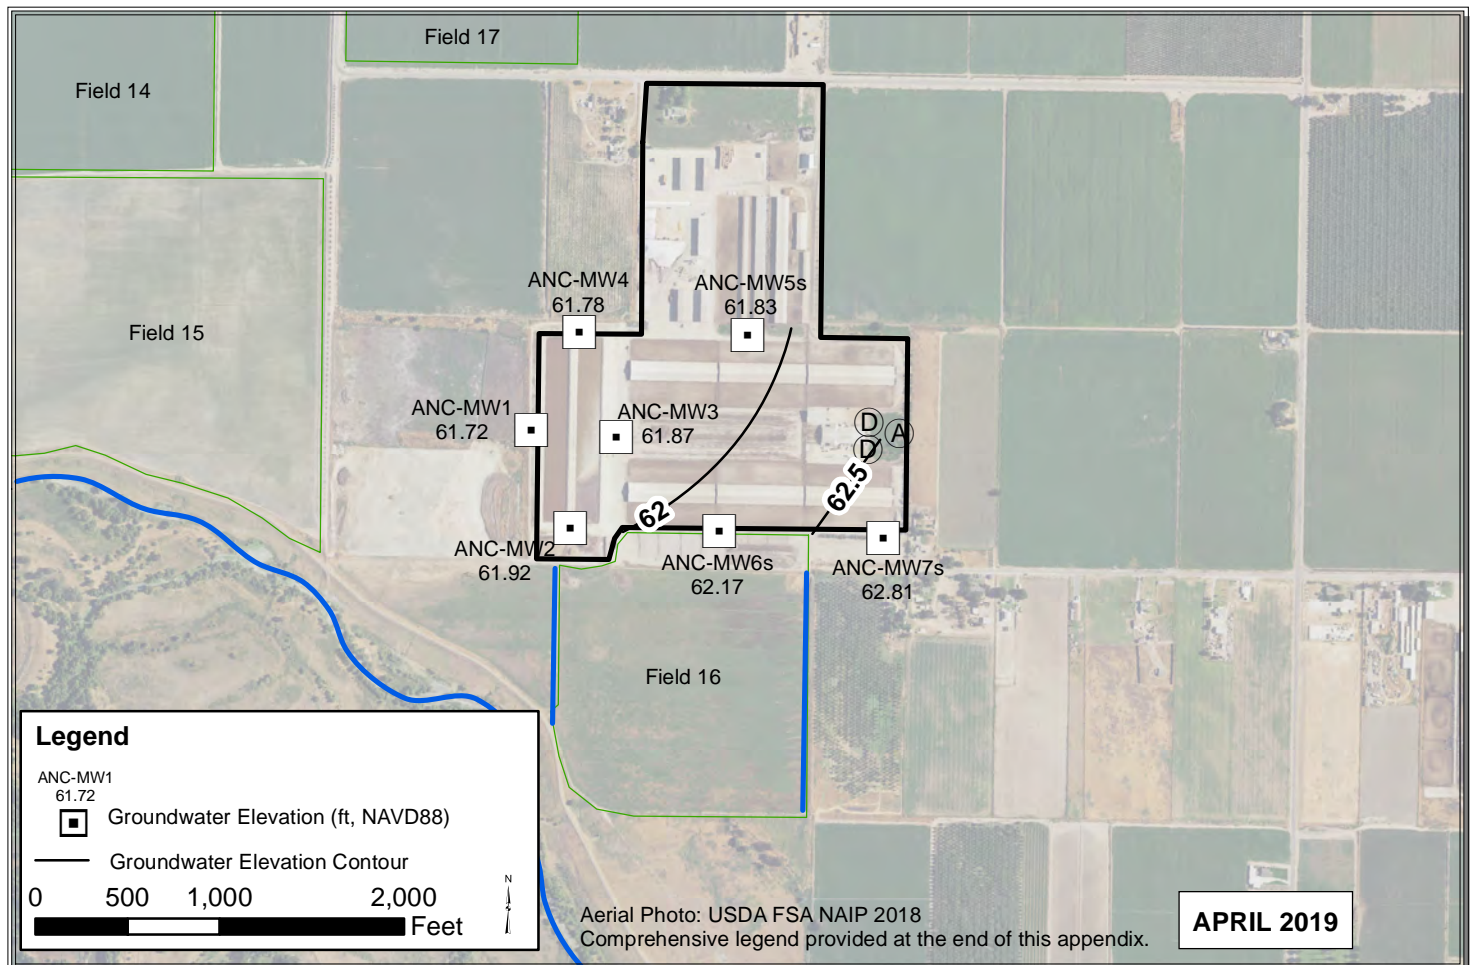 Field 17
Field 14
Field 15
ANC-MW4
61.78
ANC-MW5s
61.83
ANC-MW1
61.72
ANC-MW3
61.87
D
A
D
62.5
62
ANC-MW2
61.92
ANC-MW6s
62.17
ANC-MW7s
62.81
Field 16
Legend
ANC-MW1
61.72
Groundwater Elevation (ft, NAVD88)
Groundwater Elevation Contour
0 500 1,000 2,000
Feet
N
Aerial Photo: USDA FSA NAIP 2018
Comprehensive legend provided at the end of this appendix.
APRIL 2019